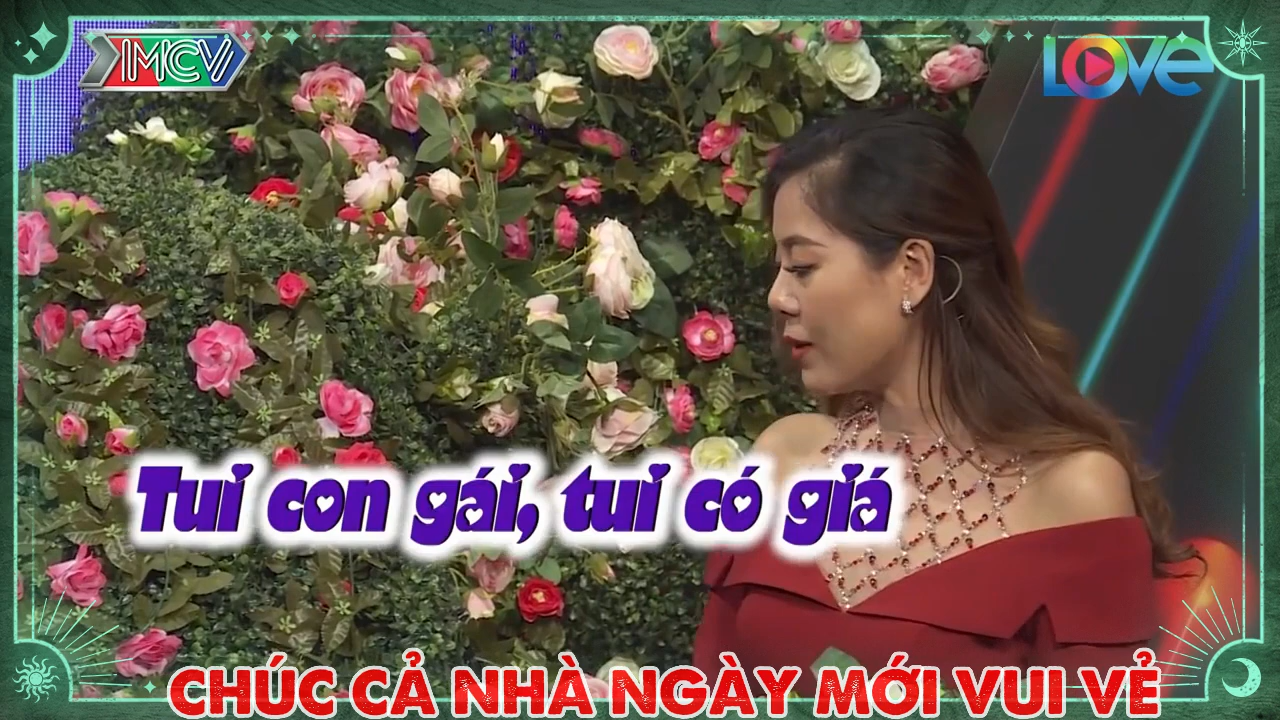 MCV
LOVE
Tui con gái, tui có giá
CHÚC CẢ NHÀ NGÀY MỚI VUI VẺ